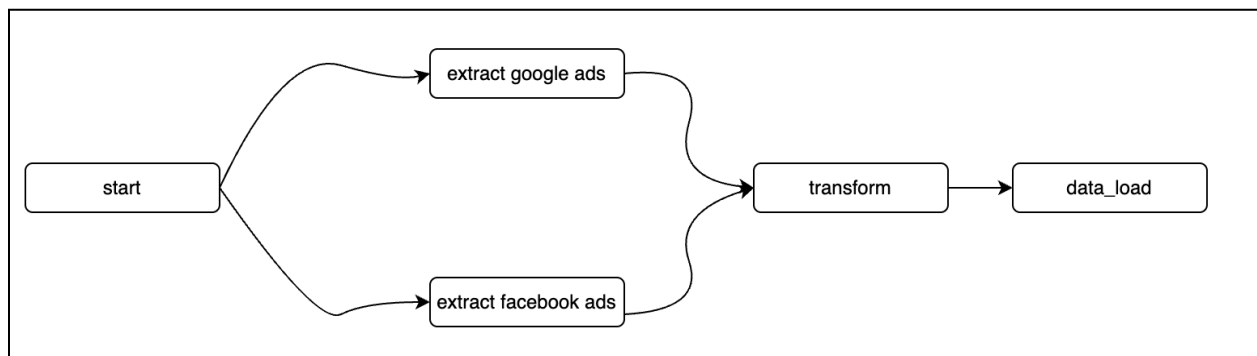 start
extract google ads
extract facebook ads
transform
data_load